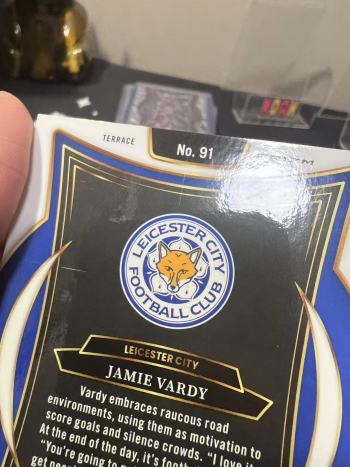 TERRACE
No. 91
LEICESTER CITY
FOOTBALL CLUB
LEICESTER CITY
JAMIE VARDY
Vardy embraces raucous road
environments, using them as motivation to
score goals and silence crowds. "I love it
At the end of the day, it's footb
"You're going to
get